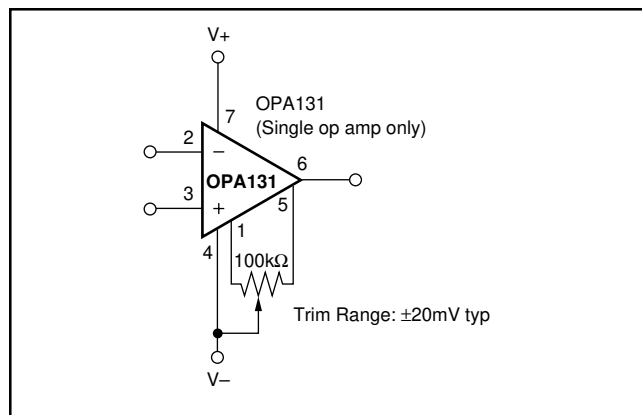 V+
7
OPA131
(Single op amp only)
2
−
6
OPA131
3
+
5
1
4
100kΩ
Trim Range: ±20mV typ
V−